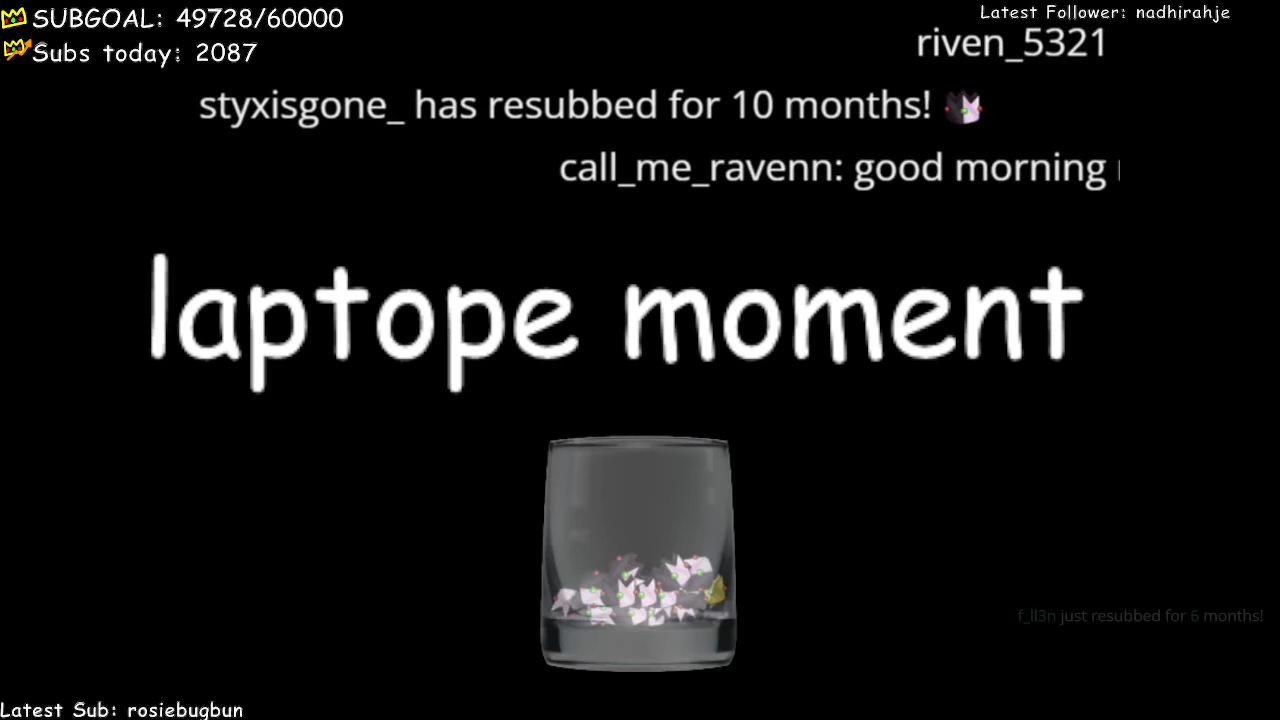 SUBGOAL: 49728/60000
Latest Follower: nadhirahje
Subs today: 2087
riven_5321
styxisgone_ has resubbed for 10 months!
call_me_ravenn: good morning
laptope moment
f_ll3n just resubbed for 6 months!
Latest Sub: rosiebugbun